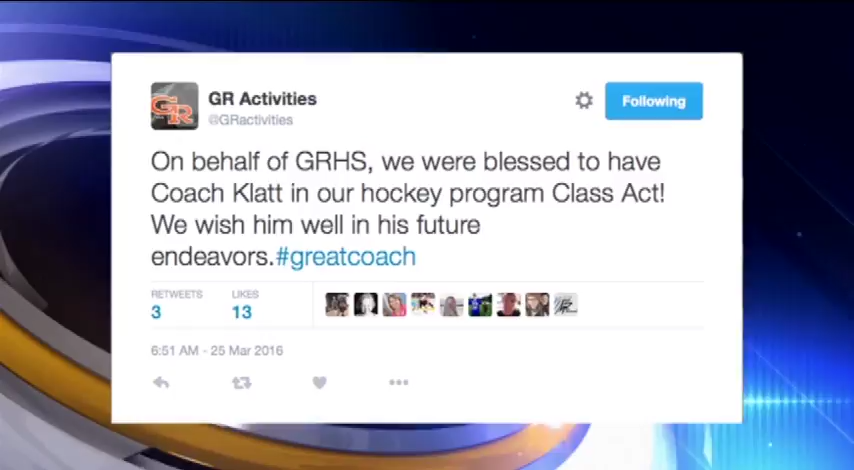 GR
GR Activities
@GRactivities
Following
On behalf of GRHS, we were blessed to have
Coach Klatt in our hockey program Class Act!
We wish him well in his future
endeavors.#greatcoach
RETWEETS LIKES
3 13
6:51 AM - 25 Mar 2016